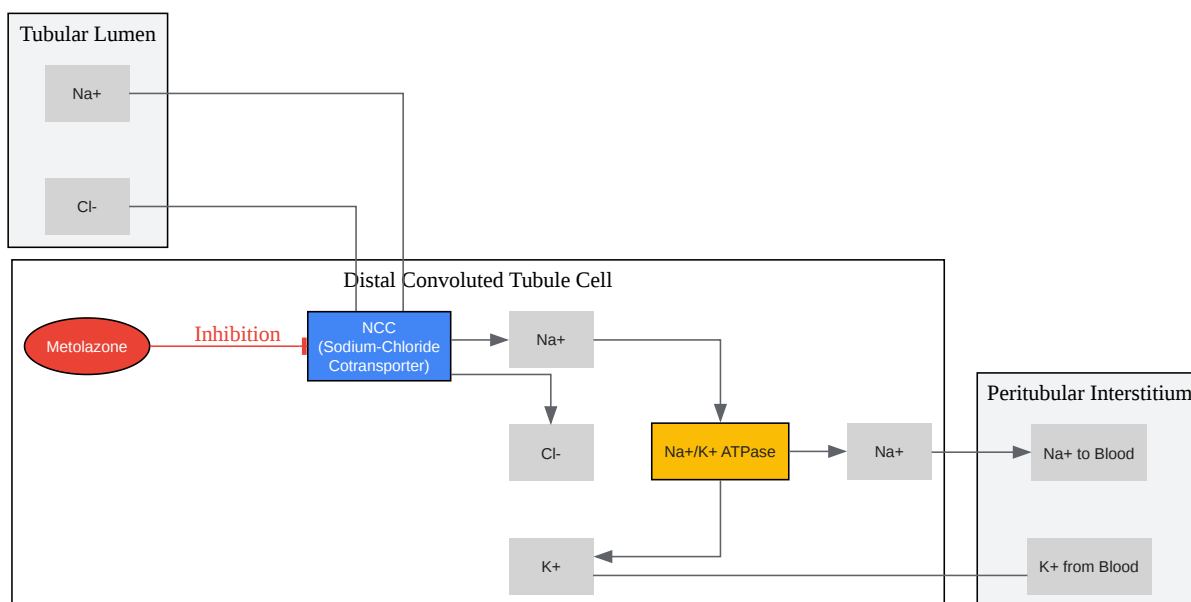 Tubular Lumen
Na+
Cl-
Distal Convoluted Tubule Cell
Metolazone
Inhibition
NCC
(Sodium-Chloride
Cotransporter)
Na+
Cl-
Na+/K+ ATPase
Na+
K+
Peritubular Interstitium
Na+ to Blood
K+ from Blood